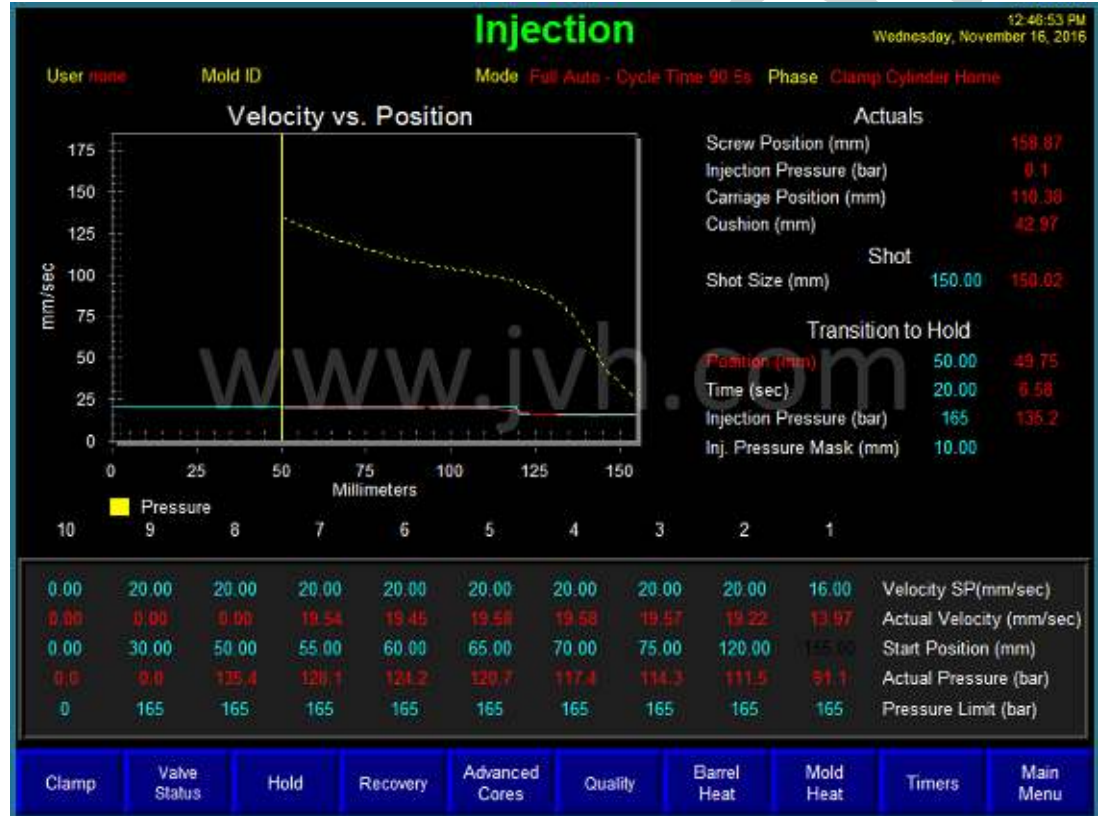 Injection
12:46:53 PM
Wednesday, November 16, 2016
User none Mold ID Mode Full Auto - Cycle Time 90.5s Phase Clamp Cylinder Home
Velocity vs. Position
mm/sec
175
150
125
100
75
50
25
0
0 25 50 75 100 125 150
Millimeters
Pressure
Actuals
Screw Position (mm) 158.87
Injection Pressure (bar) 0.1
Carriage Position (mm) 110.38
Cushion (mm) 42.97
Shot
Shot Size (mm) 150.00 150.02
Transition to Hold
Position (mm) 50.00 49.75
Time (sec) 20.00 6.58
Injection Pressure (bar) 165 135.2
Inj. Pressure Mask (mm) 10.00
www.jvh.com
10 9 8 7 6 5 4 3 2 1
0.00 20.00 20.00 20.00 20.00 20.00 20.00 20.00 20.00 16.00 Velocity SP(mm/sec)
0.00 0.00 0.00 19.54 19.45 19.58 19.58 19.57 19.22 13.97 Actual Velocity (mm/sec)
0.00 30.00 50.00 55.00 60.00 65.00 70.00 75.00 120.00 155.00 Start Position (mm)
0.0 0.0 135.4 126.1 124.2 120.7 117.4 114.3 111.5 91.1 Actual Pressure (bar)
0 165 165 165 165 165 165 165 165 165 Pressure Limit (bar)
Clamp
Valve Status
Hold
Recovery
Advanced Cores
Quality
Barrel Heat
Mold Heat
Timers
Main Menu